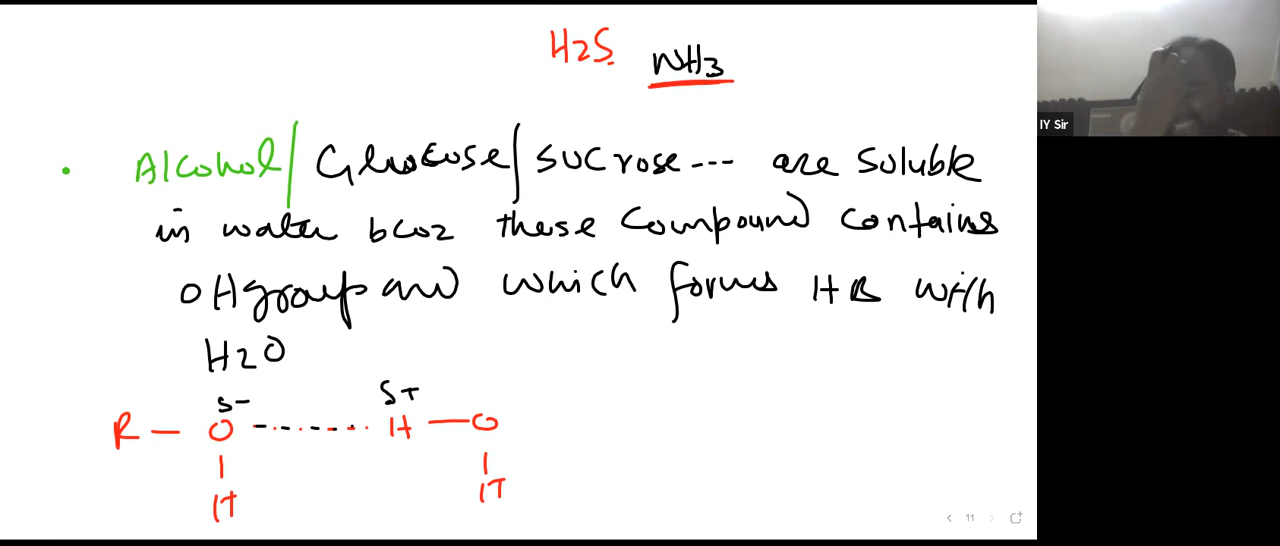 H2S NH3
IY Sir
. Alcohol/Glucose/sucrose--- are soluble
in water bcoz these compound contains
OH group and which forms HB with
H2O
δ- δ+
R — O ------- H — O
| |
H H
11